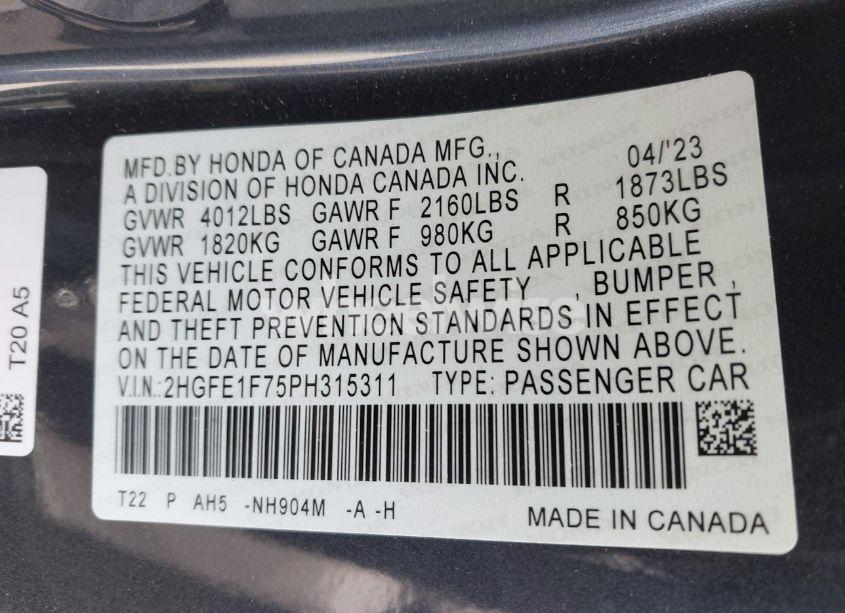 MFD.BY HONDA OF CANADA MFG., 04/'23
A DIVISION OF HONDA CANADA INC.
GVWR 4012LBS GAWR F 2160LBS R 1873LBS
GVWR 1820KG GAWR F 980KG R 850KG
THIS VEHICLE CONFORMS TO ALL APPLICABLE
FEDERAL MOTOR VEHICLE SAFETY , BUMPER ,
AND THEFT PREVENTION STANDARDS IN EFFECT
ON THE DATE OF MANUFACTURE SHOWN ABOVE.
V.I.N.:2HGFE1F75PH315311 TYPE: PASSENGER CAR
T22 P AH5 -NH904M -A -H
MADE IN CANADA
T20 A5